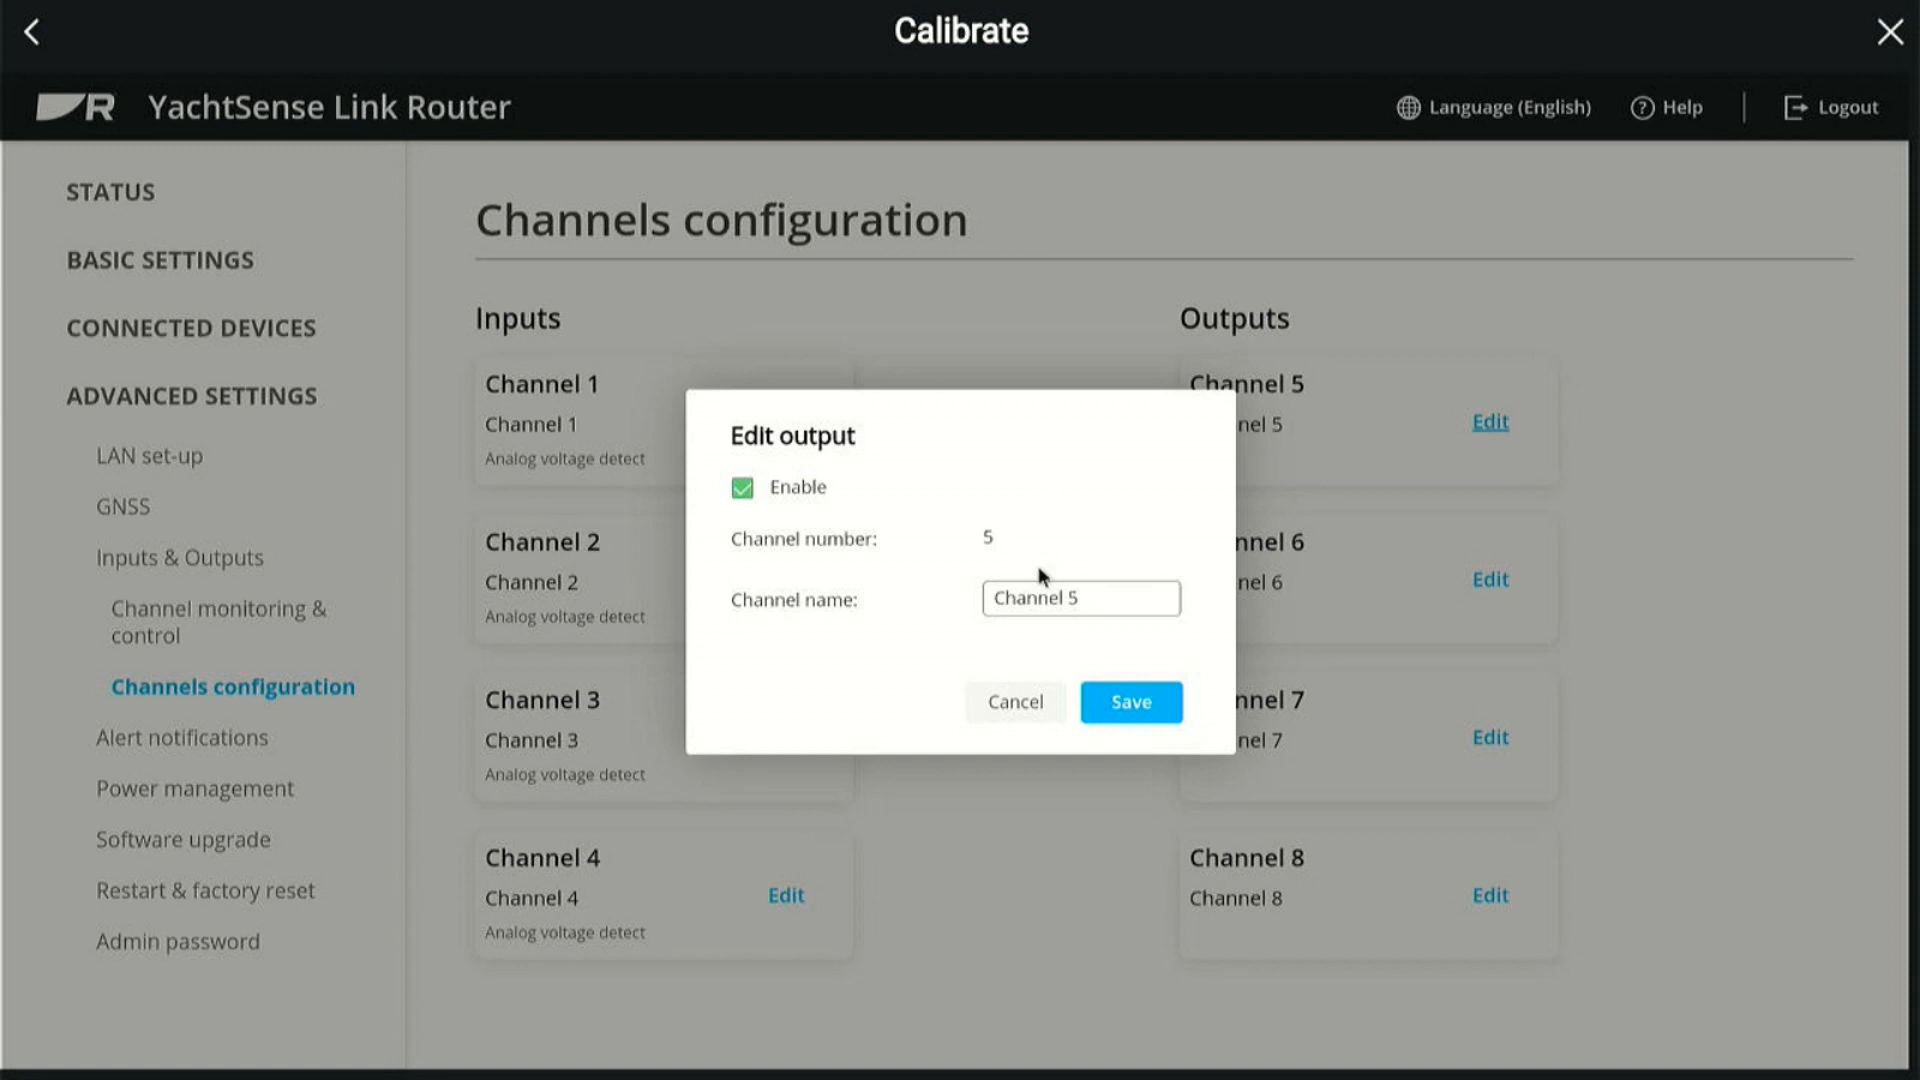 Calibrate
YachtSense Link Router
Language (English)
Help
Logout
STATUS
BASIC SETTINGS
CONNECTED DEVICES
ADVANCED SETTINGS
LAN set-up
GNSS
Inputs & Outputs
Channel monitoring &
control
Channels configuration
Alert notifications
Power management
Software upgrade
Restart & factory reset
Admin password
Channels configuration
Inputs
Channel 1
Channel 1
Analog voltage detect
Channel 2
Channel 2
Analog voltage detect
Channel 3
Channel 3
Analog voltage detect
Channel 4
Channel 4
Edit
Analog voltage detect
Edit output
Enable
Channel number: 5
Channel name: Channel 5
Cancel
Save
Outputs
Channel 5
nel 5
Edit
nnel 6
nel 6
Edit
nnel 7
nel 7
Edit
Channel 8
Channel 8
Edit